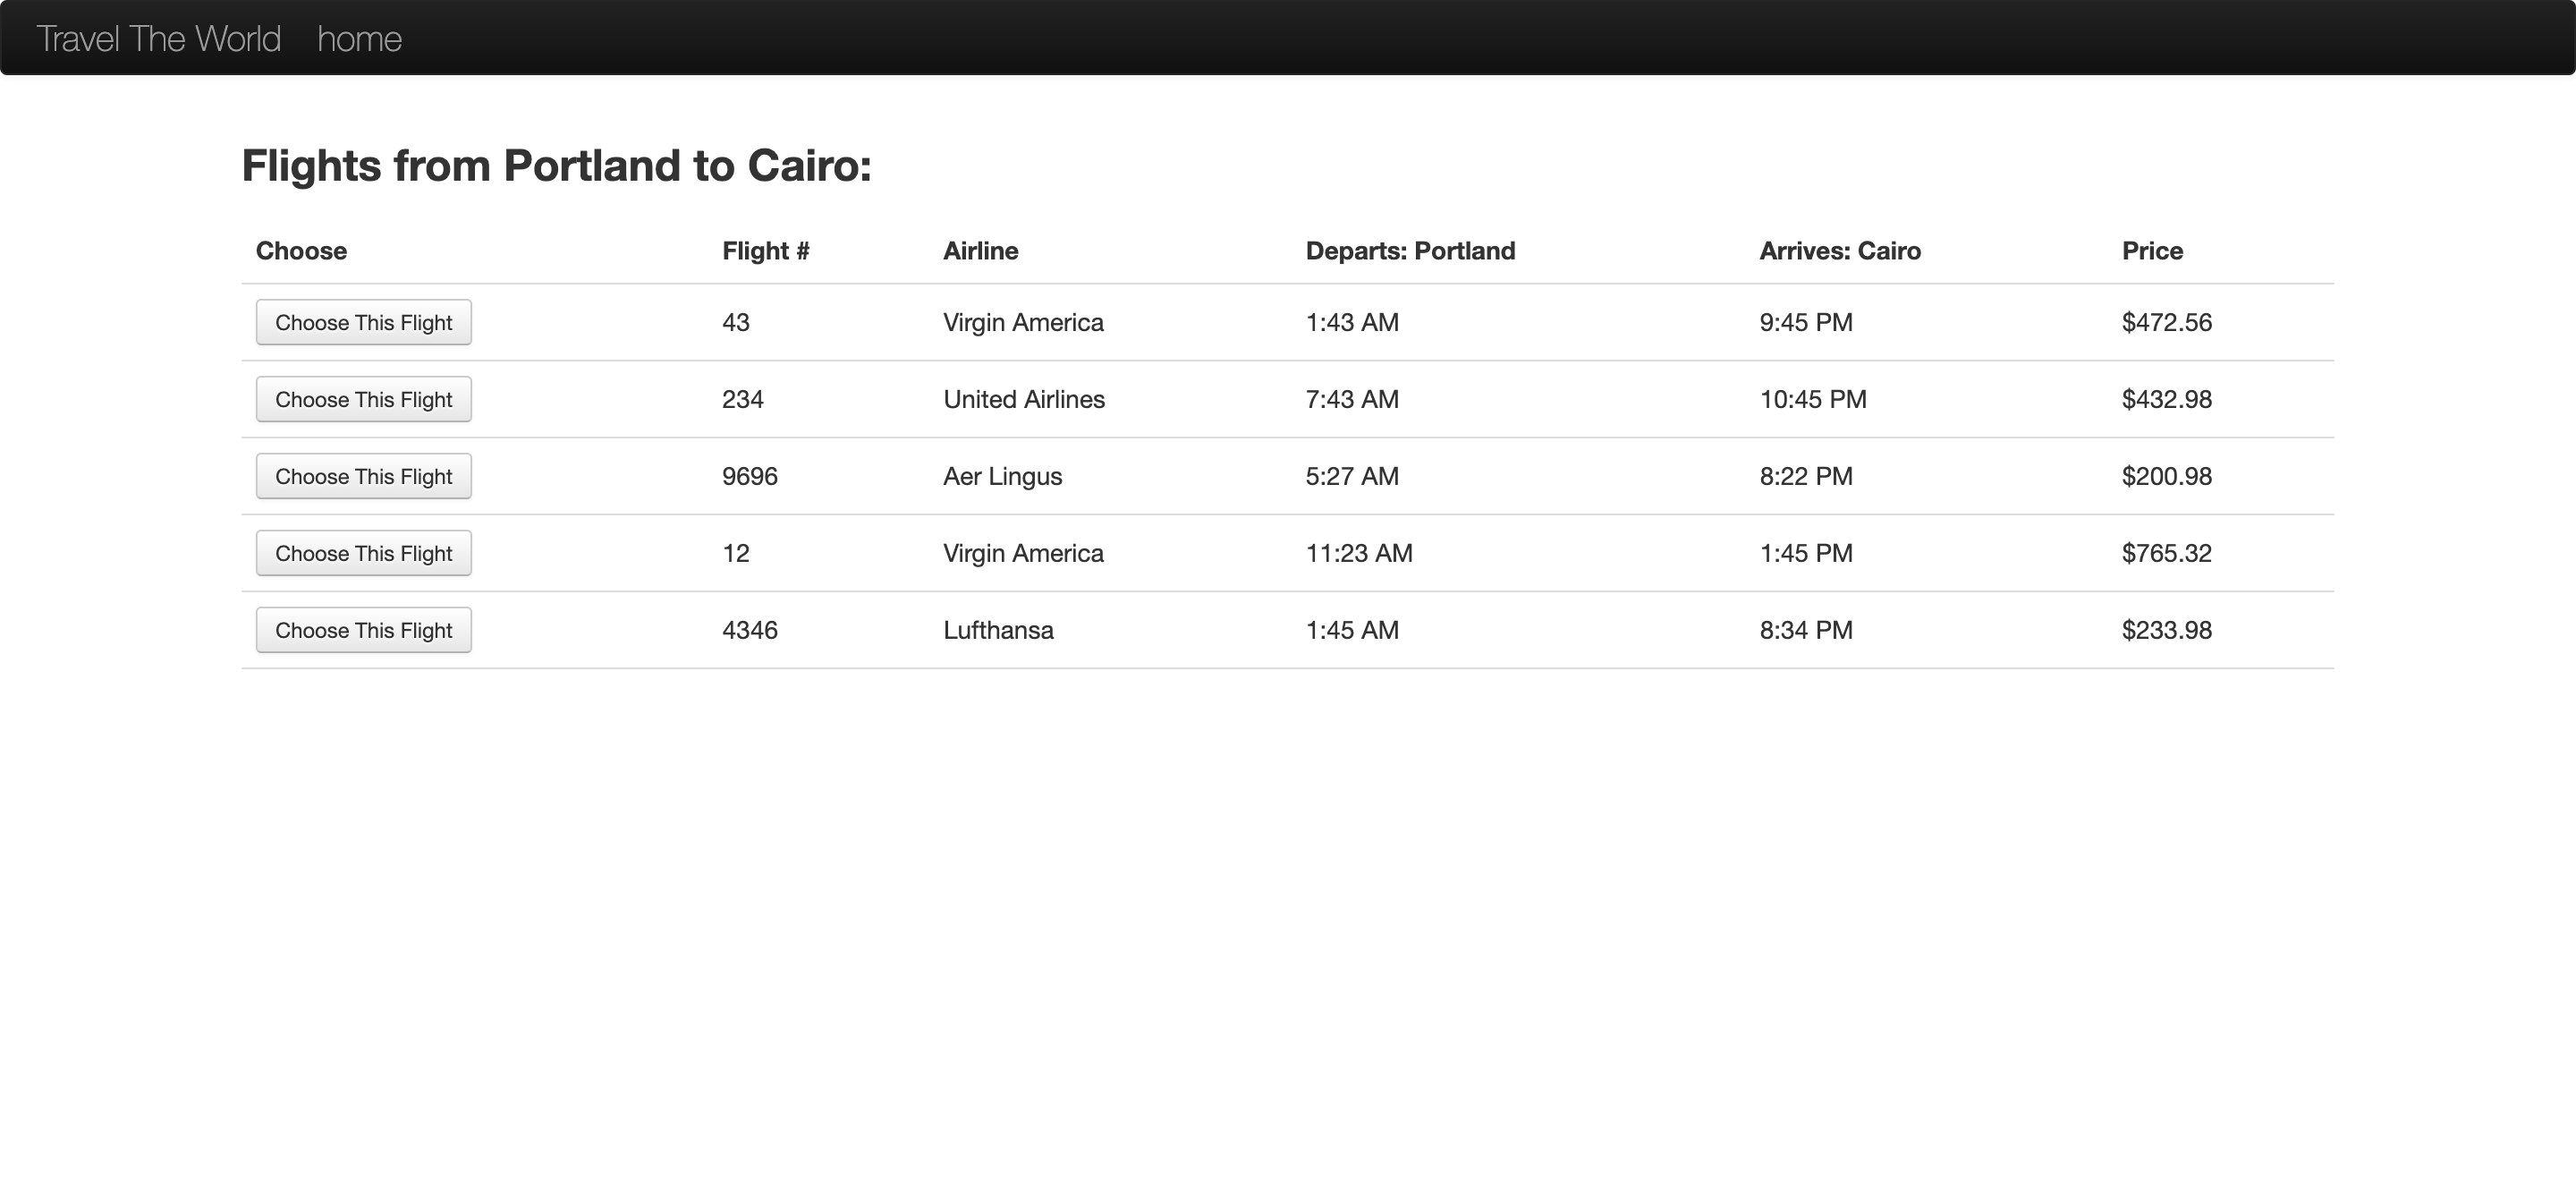 Travel The World home
Flights from Portland to Cairo:
Choose Flight # Airline Departs: Portland Arrives: Cairo Price
Choose This Flight 43 Virgin America 1:43 AM 9:45 PM $472.56
Choose This Flight 234 United Airlines 7:43 AM 10:45 PM $432.98
Choose This Flight 9696 Aer Lingus 5:27 AM 8:22 PM $200.98
Choose This Flight 12 Virgin America 11:23 AM 1:45 PM $765.32
Choose This Flight 4346 Lufthansa 1:45 AM 8:34 PM $233.98